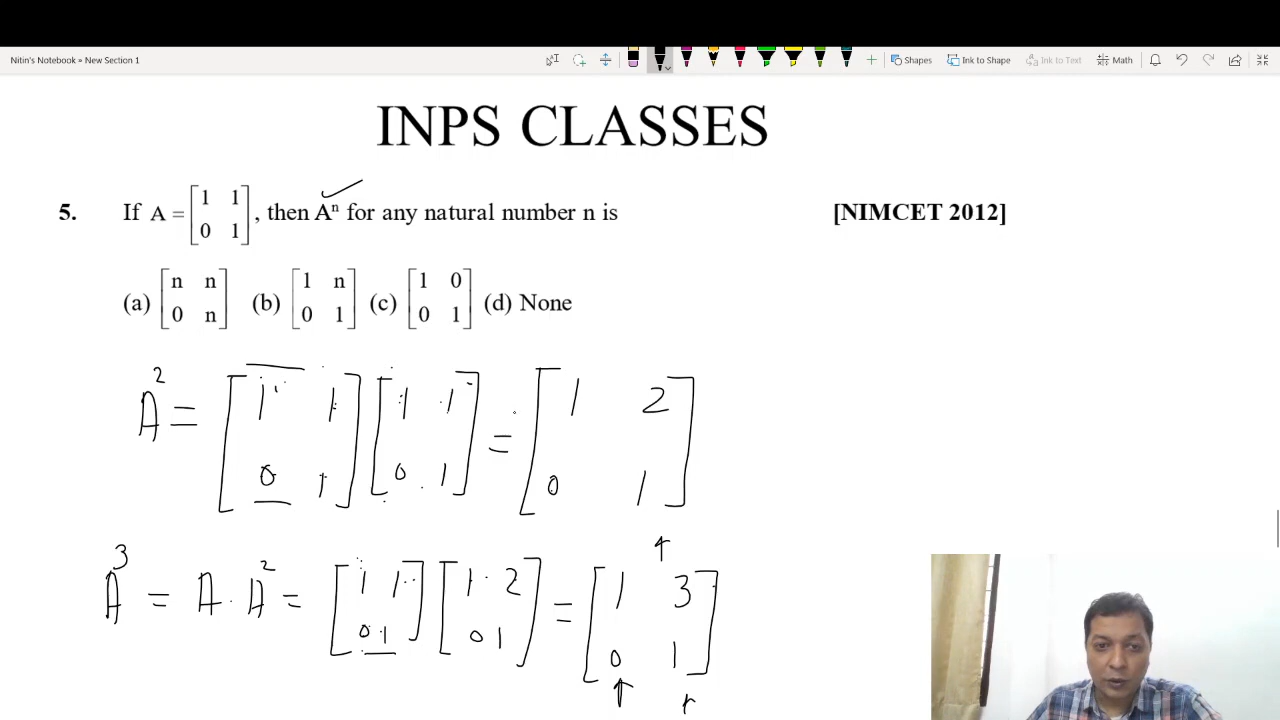 Nitin's Notebook » New Section 1
Shapes Ink to Shape Ink to Text Math
INPS CLASSES
5. If A = [1 1; 0 1], then Aⁿ for any natural number n is [NIMCET 2012]
(a) [n n; 0 n] (b) [1 n; 0 1] (c) [1 0; 0 1] (d) None
A² = [1 1; 0 1] [1 1; 0 1] = [1 2; 0 1]
A³ = A . A² = [1 1; 0 1] [1 2; 0 1] = [1 3; 0 1]